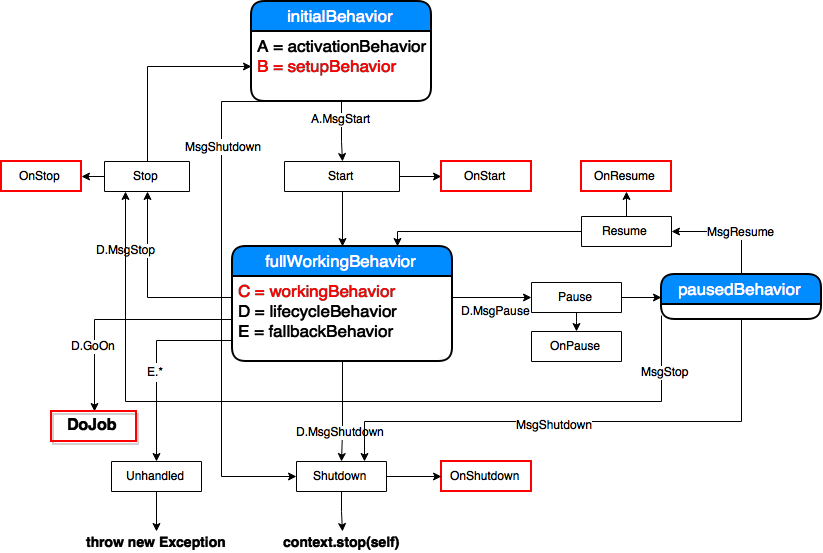 initialBehavior
A = activationBehavior
B = setupBehavior
A.MsgStart
MsgShutdown
OnStop
Stop
Start
OnStart
OnResume
Resume
MsgResume
D.MsgStop
fullWorkingBehavior
C = workingBehavior
D = lifecycleBehavior
E = fallbackBehavior
Pause
pausedBehavior
D.MsgPause
OnPause
D.GoOn
E.*
MsgStop
DoJob
D.MsgShutdown
MsgShutdown
Unhandled
Shutdown
OnShutdown
throw new Exception
context.stop(self)